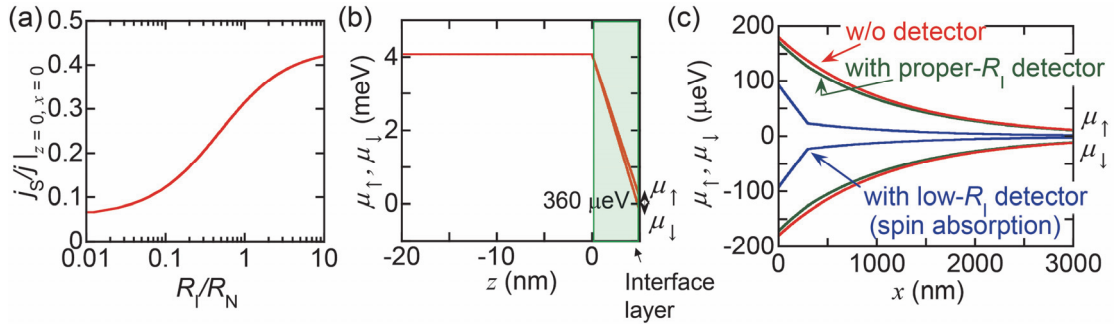 (a)
0.5
0.4
0.3
0.2
0.1
0
j_S/j|_{z = 0, x = 0}
0.01
0.1
1
10
R_I/R_N
(b)
4
2
0
μ↑, μ↓ (meV)
360 μeV
μ↑
μ↓
-20
-10
0
z (nm)
Interface
layer
(c)
200
100
0
-100
-200
μ↑, μ↓ (μeV)
w/o detector
with proper-R_I detector
μ↑
μ↓
with low-R_I detector
(spin absorption)
0
1000
2000
3000
x (nm)